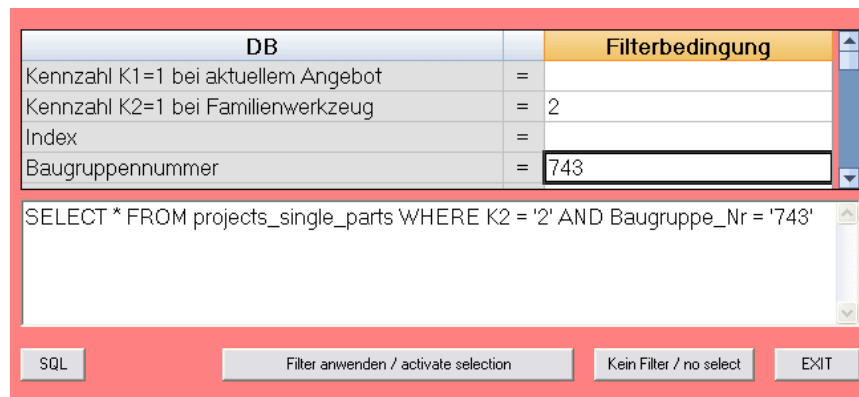 DB Filterbedingung
Kennzahl K1=1 bei aktuellem Angebot =
Kennzahl K2=1 bei Familienwerkzeug = 2
Index =
Baugruppennummer = 743
SELECT * FROM projects_single_parts WHERE K2 = '2' AND Baugruppe_Nr = '743'
SQL Filter anwenden / activate selection Kein Filter / no select EXIT